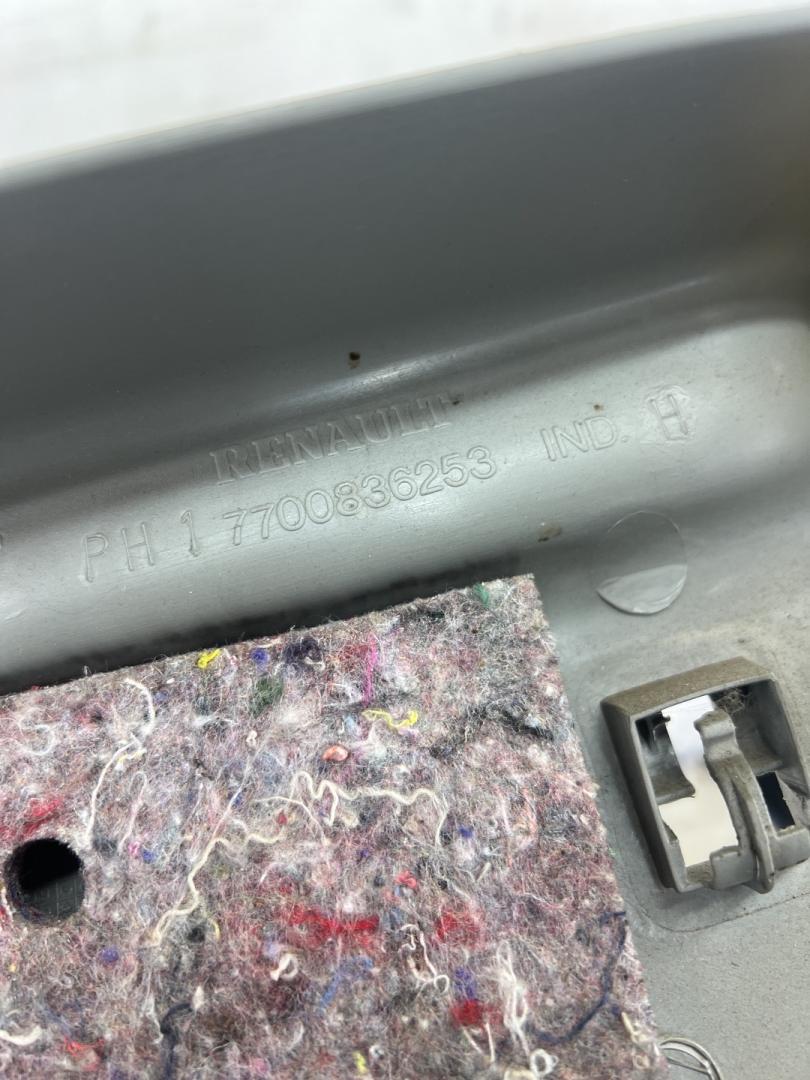 RENAULT
PH 1 7700836253 IND. H